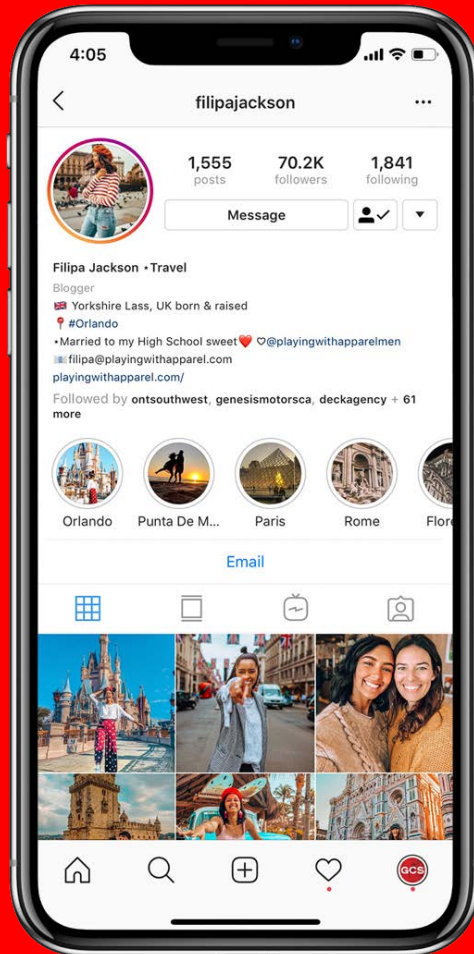 4:05
filipajackson
1,555 70.2K 1,841
posts followers following
Message
Filipa Jackson •Travel
Blogger
🇬🇧 Yorkshire Lass, UK born & raised
📍#Orlando
•Married to my High School sweet❤️ ♡@playingwithapparelmen
📧filipa@playingwithapparel.com
playingwithapparel.com/
Followed by ontsouthwest, genesismotorsca, deckagency + 61
more
Orlando Punta De M... Paris Rome Flore
Email
GCS